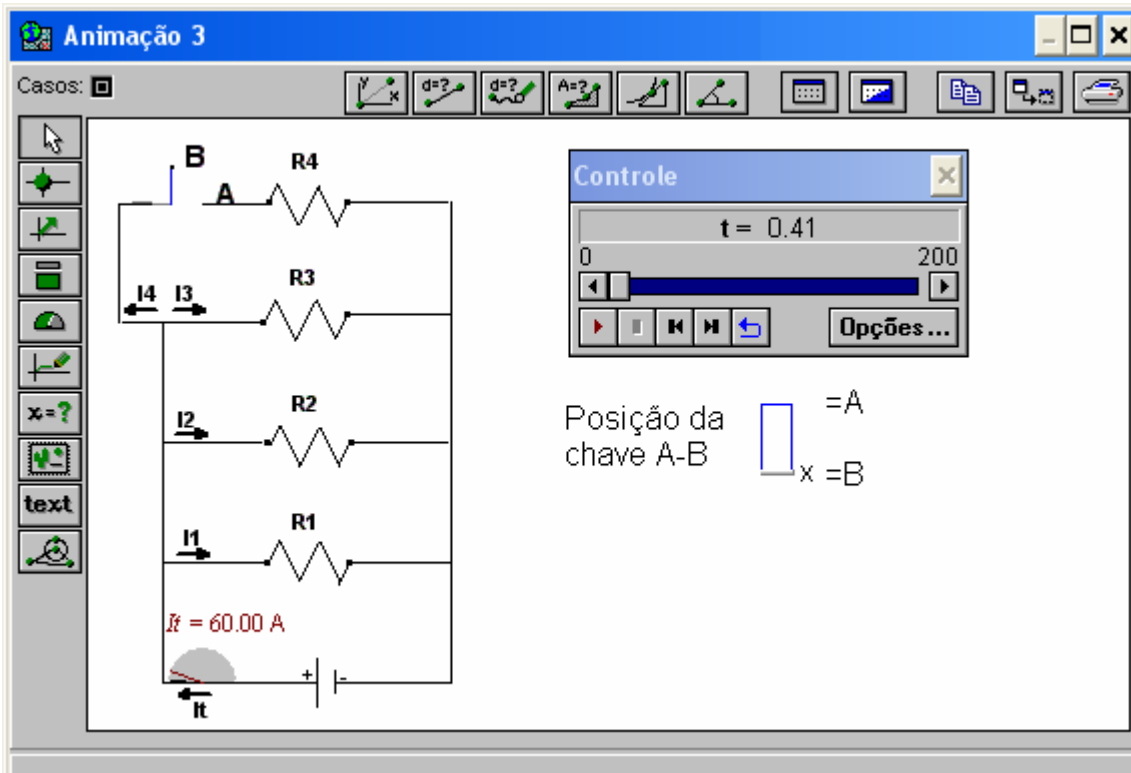 Animação 3
Casos:
y x
d=?
d=?
A=?
x=?
text
B
A
R4
I4 I3
R3
I2
R2
I1
R1
It = 60.00 A
+ -
It
Controle
t = 0.41
0 200
Opções...
Posição da
chave A-B
=A
x =B